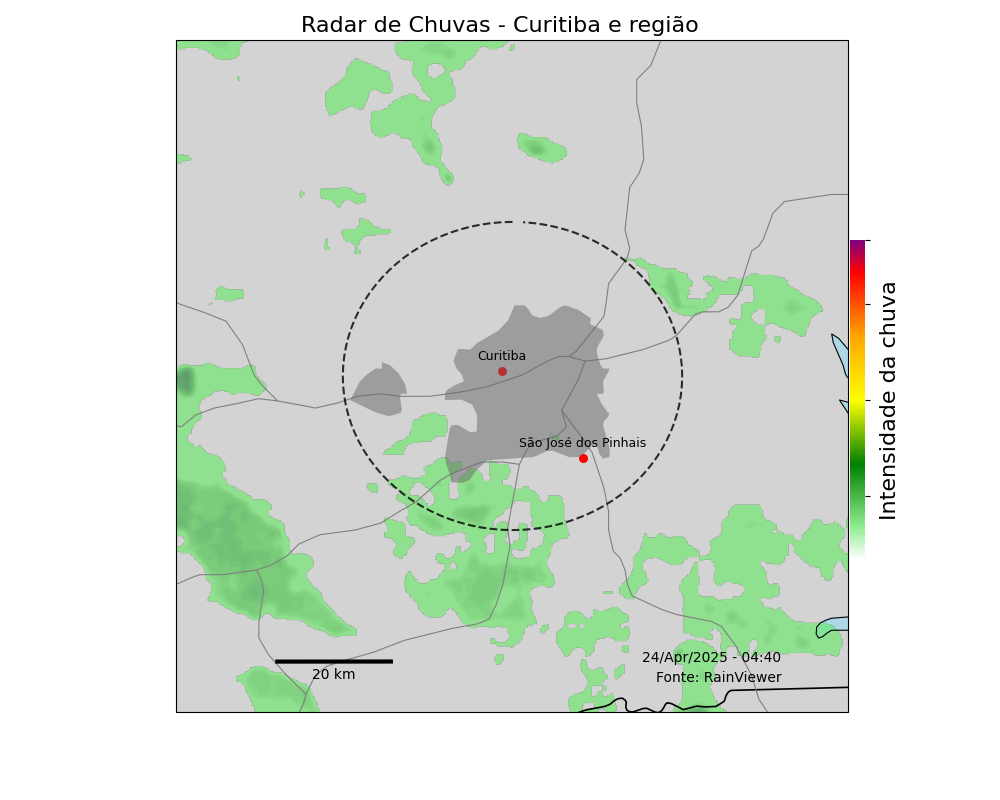 Radar de Chuvas - Curitiba e região
Curitiba
São José dos Pinhais
Intensidade da chuva
24/Apr/2025 - 04:40
20 km
Fonte: RainViewer